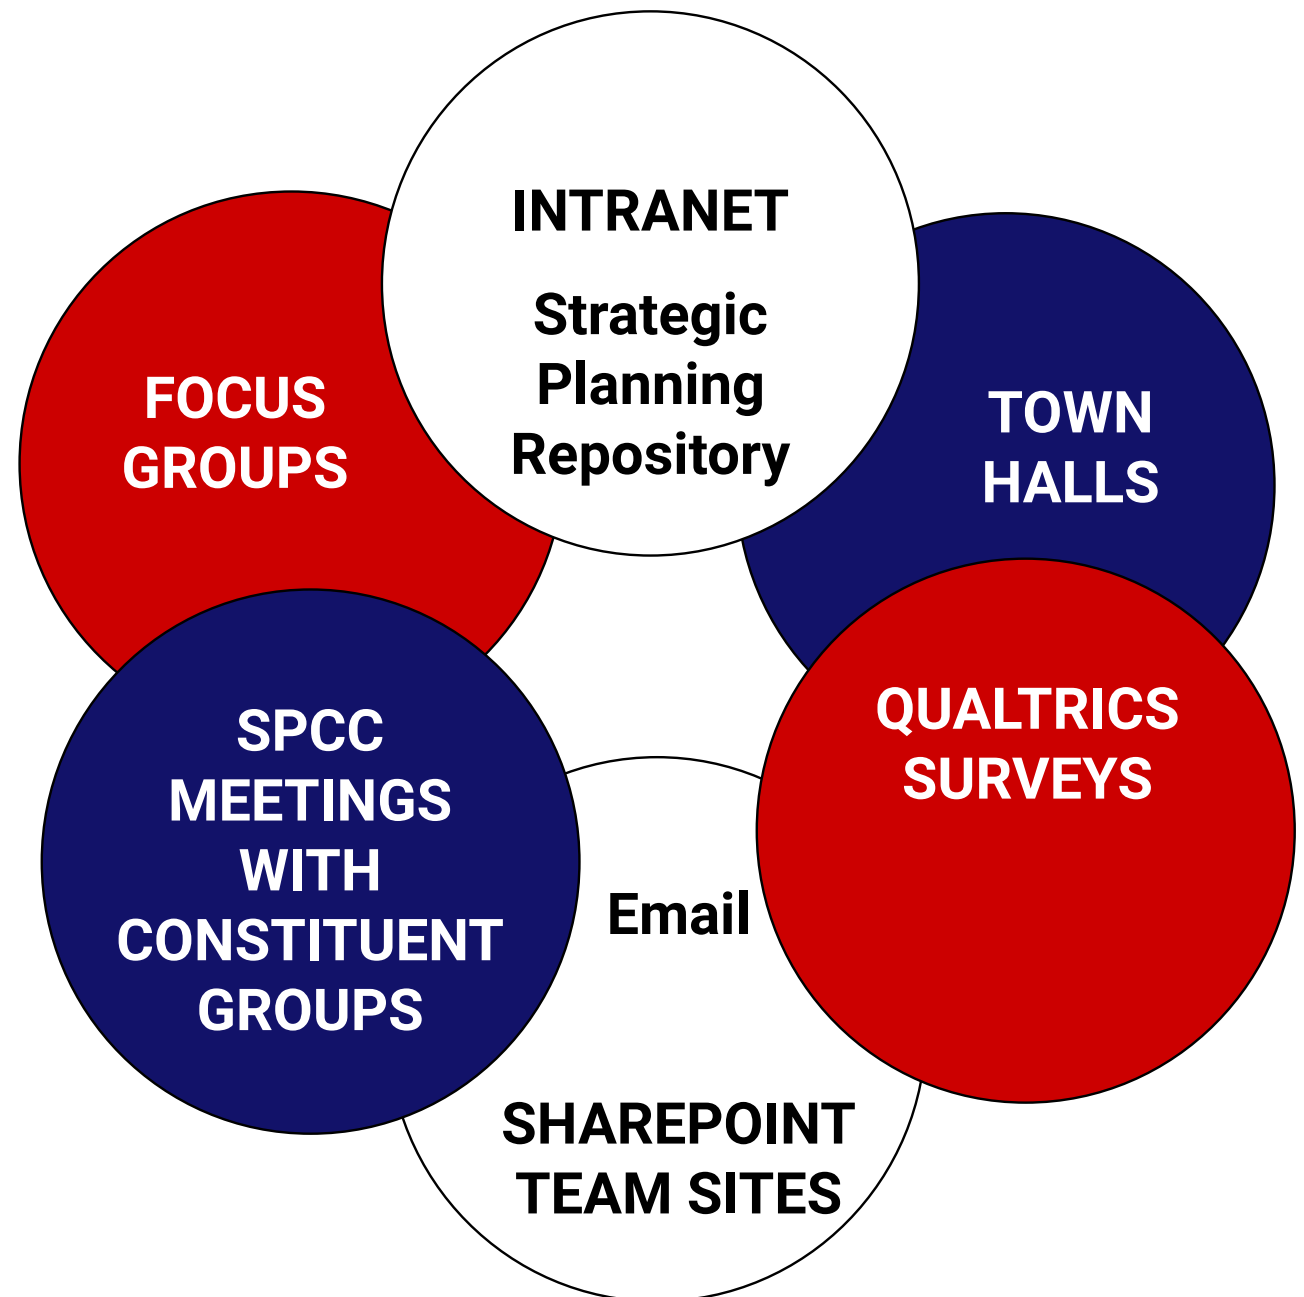 INTRANET
Strategic
Planning
Repository
FOCUS
GROUPS
TOWN
HALLS
SPCC
MEETINGS
WITH
CONSTITUENT
GROUPS
QUALTRICS
SURVEYS
Email
SHAREPOINT
TEAM SITES